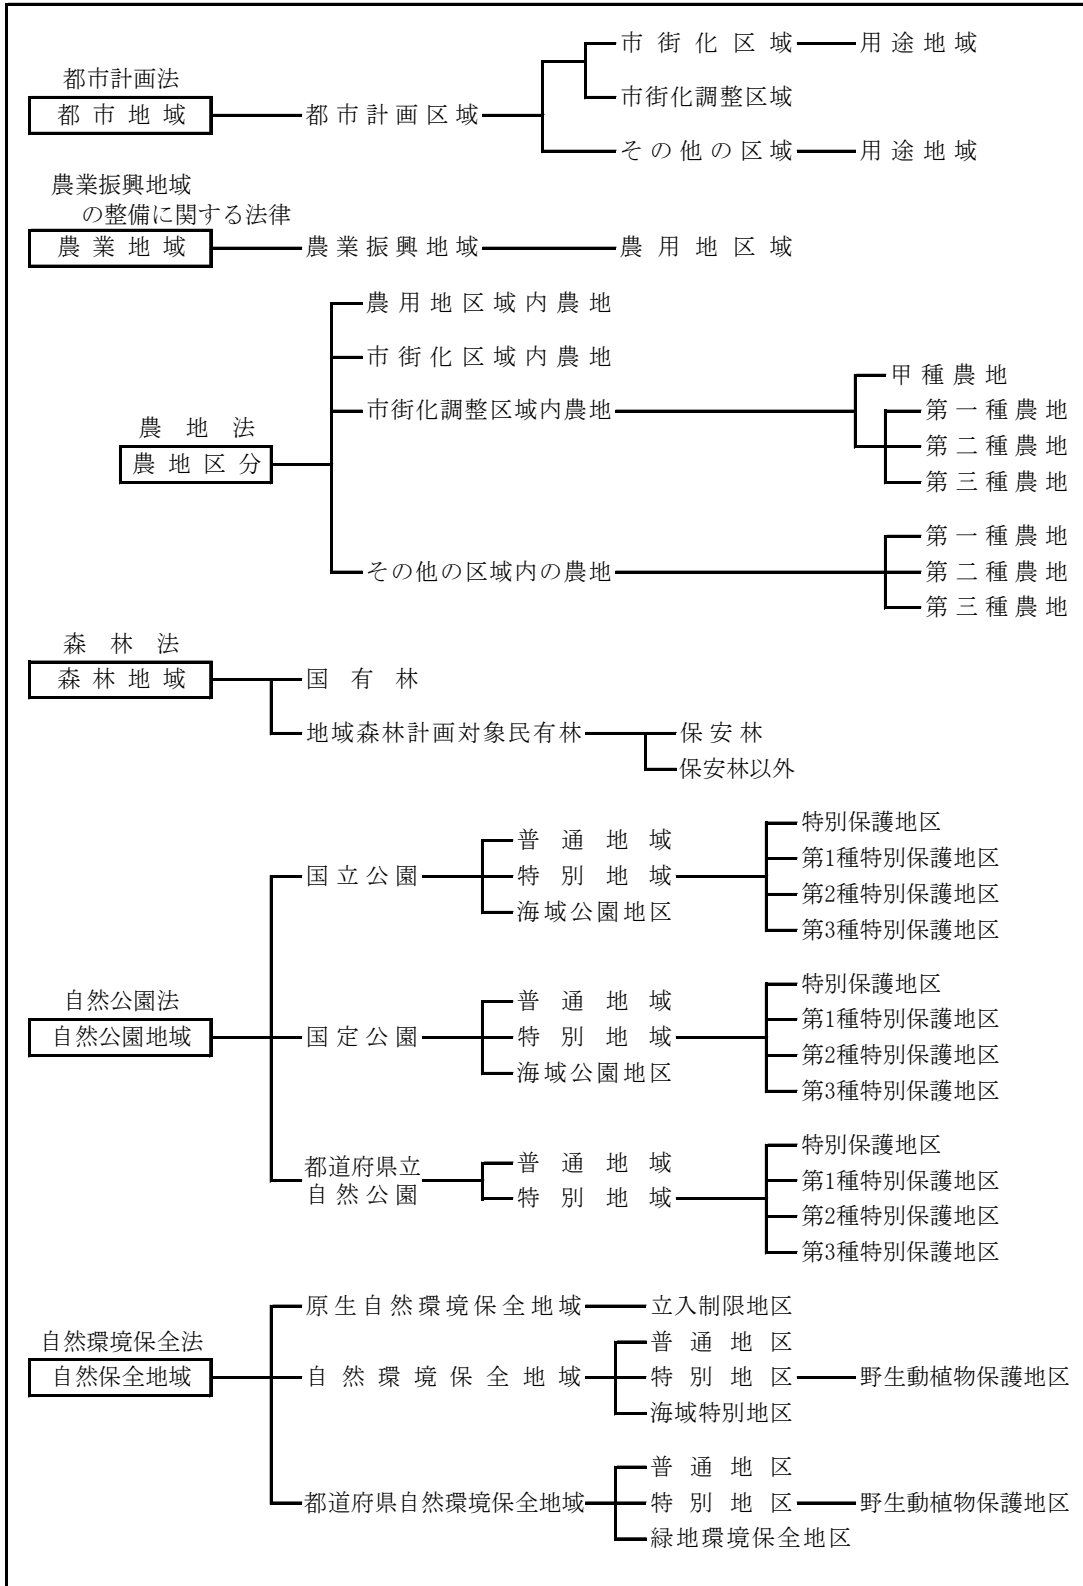 市街化区域 用途地域
都市計画法
都市地域 都市計画区域 市街化調整区域
その他の区域 用途地域
農業振興地域
の整備に関する法律
農業地域 農業振興地域 農用地区域
農用地区域内農地
市街化区域内農地
甲種農地
市街化調整区域内農地 第一種農地
農地法
第二種農地
農地区分
第三種農地
第一種農地
その他の区域内の農地 第二種農地
第三種農地
森林法
森林地域 国有林
地域森林計画対象民有林 保安林
保安林以外
特別保護地区
普通地域
第1種特別保護地区
国立公園 特別地域
第2種特別保護地区
海域公園地区
第3種特別保護地区
特別保護地区
自然公園法 普通地域
第1種特別保護地区
自然公園地域 国定公園 特別地域
第2種特別保護地区
海域公園地区
第3種特別保護地区
特別保護地区
都道府県立 普通地域
第1種特別保護地区
自然公園 特別地域
第2種特別保護地区
第3種特別保護地区
原生自然環境保全地域 立入制限地区
自然環境保全法 普通地区
自然保全地域 自然環境保全地域 特別地区 野生動植物保護地区
海域特別地区
普通地区
都道府県自然環境保全地域 特別地区 野生動植物保護地区
緑地環境保全地区